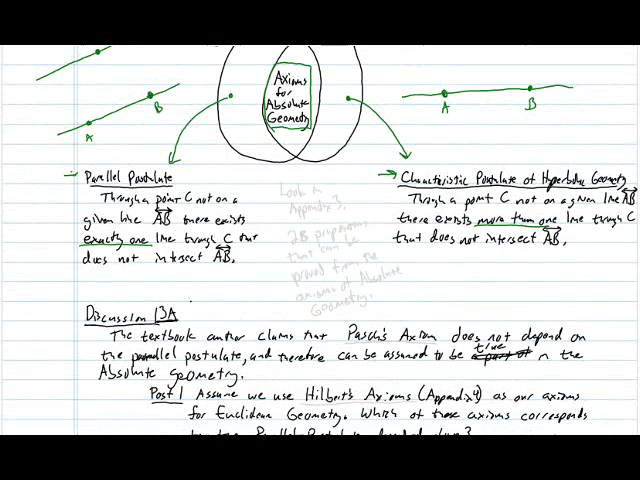 Axioms
for
Absolute
Geometry
A
B
A
B
Parallel Postulate
Through a point C not on a
given line AB there exists
exactly one line trough C that
does not intersect AB.
Look in
Appendix 3,
28 propositions
that can be
proved from the
axioms of Absolute
Geometry.
Characteristic Postulate of Hyperbolic Geometry
Though a point C not on a given line AB
there exists more than one line through C
that does not intersect AB.
Discussion 13A
The textbook author claims that Pasch's Axiom does not depend on
the parallel postulate, and therefore can be assumed to be true in the
Absolute geometry.
Post 1 Assume we use Hilbert's Axioms (Appendix 4) as our axioms
for Euclidean Geometry. Which of those axioms corresponds